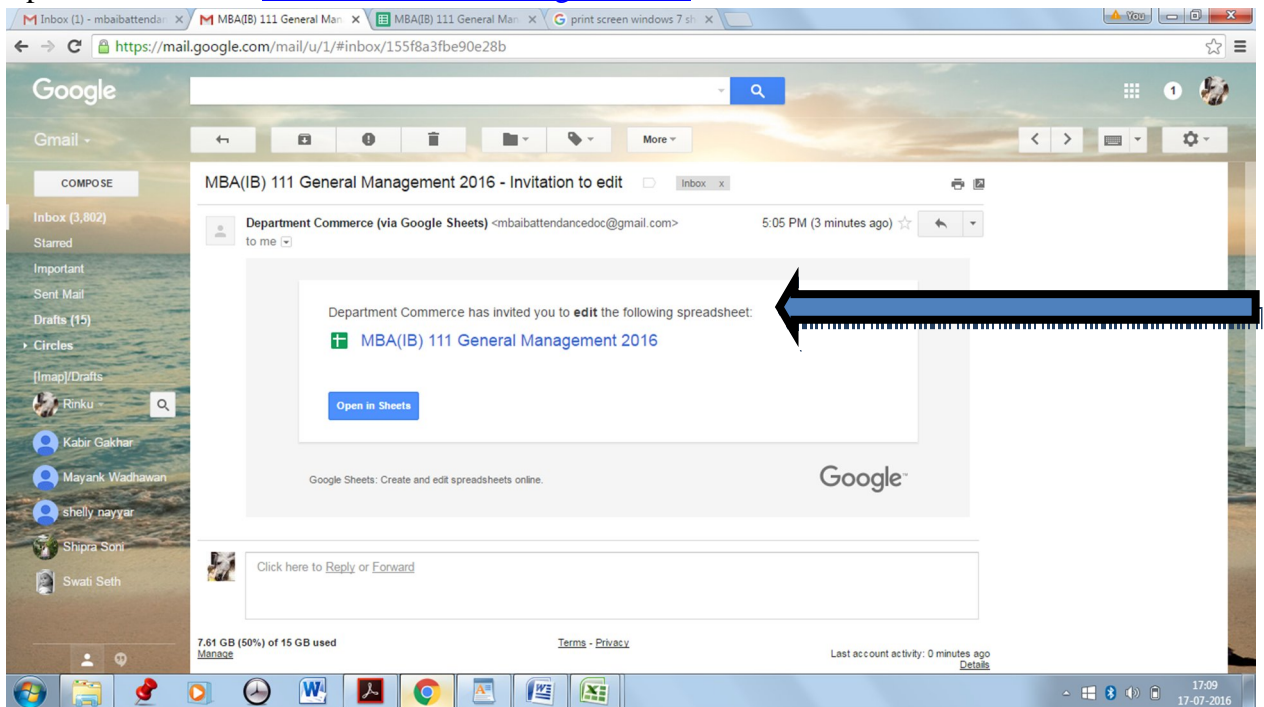 Inbox (1) - mbaibattendan
MBA(IB) 111 General Man
MBA(IB) 111 General Man
print screen windows 7 sh
You
https://mail.google.com/mail/u/1/#inbox/155f8a3fbe90e28b
Google
1
Gmail
More
COMPOSE
MBA(IB) 111 General Management 2016 - Invitation to edit
Inbox x
Inbox (3,802)
Starred
Important
Sent Mail
Drafts (15)
Circles
[Imap]/Drafts
Rinku
Kabir Gakhar
Mayank Wadhawan
shelly nayyar
Shipra Soni
Swati Seth
Department Commerce (via Google Sheets) <mbaibattendancedoc@gmail.com>
5:05 PM (3 minutes ago)
to me
Department Commerce has invited you to edit the following spreadsheet:
MBA(IB) 111 General Management 2016
Open in Sheets
Google Sheets: Create and edit spreadsheets online.
Google
Click here to Reply or Forward
7.61 GB (50%) of 15 GB used
Manage
Terms - Privacy
Last account activity: 0 minutes ago
Details
17:09
17-07-2016